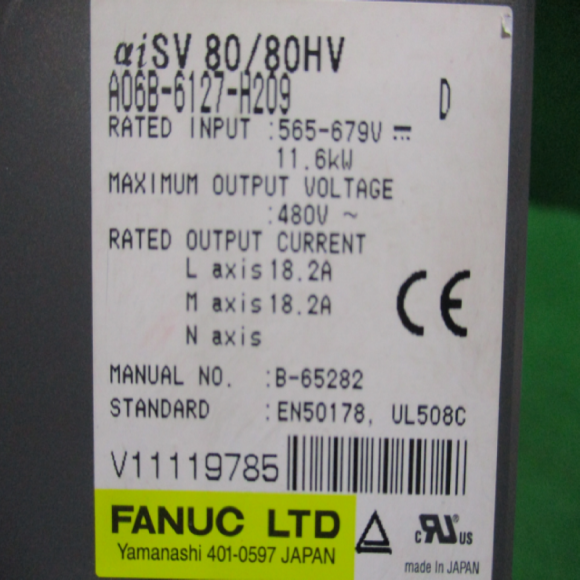 αiSV 80/80HV
A06B-6127-H209 D
RATED INPUT :565-679V ⎓
11.6kW
MAXIMUM OUTPUT VOLTAGE
:480V ~
RATED OUTPUT CURRENT
L axis 18.2A
M axis 18.2A
N axis
CE
MANUAL NO. :B-65282
STANDARD :EN50178, UL508C
V11119785
FANUC LTD
Yamanashi 401-0597 JAPAN
c RU us
made in JAPAN